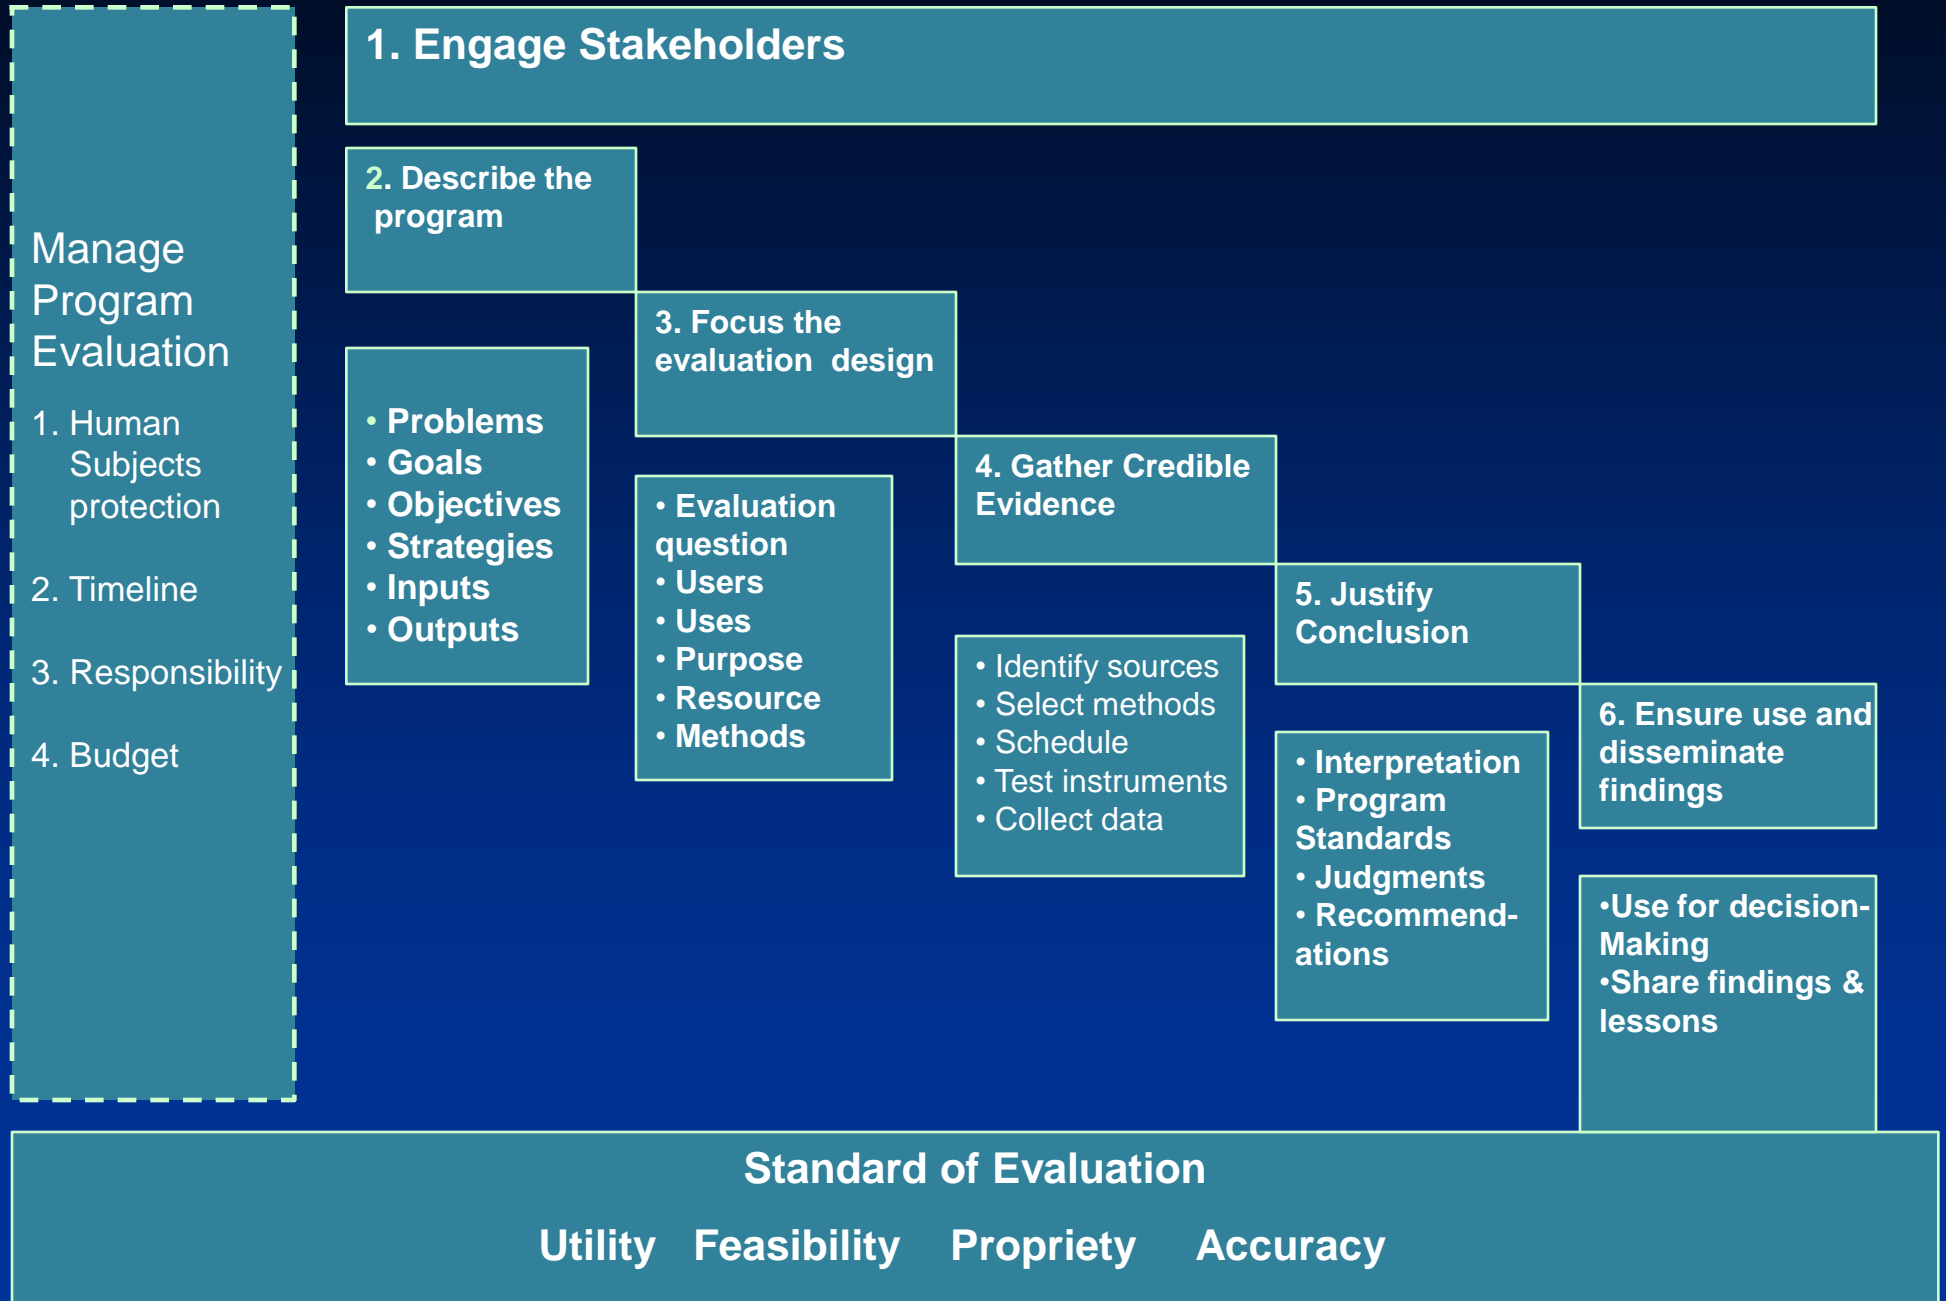 Manage
Program
Evaluation
1. Human
Subjects
protection
2. Timeline
3. Responsibility
4. Budget
1. Engage Stakeholders
2. Describe the
program
• Problems
• Goals
• Objectives
• Strategies
• Inputs
• Outputs
3. Focus the
evaluation  design
• Evaluation
question
• Users
• Uses
• Purpose
• Resource
• Methods
4. Gather Credible
Evidence
• Identify sources
• Select methods
• Schedule
• Test instruments
• Collect data
5. Justify
Conclusion
• Interpretation
• Program
Standards
• Judgments
• Recommend-
ations
6. Ensure use and
disseminate
findings
•Use for decision-
Making
•Share findings &
lessons
Standard of Evaluation
Utility   Feasibility   Propriety   Accuracy